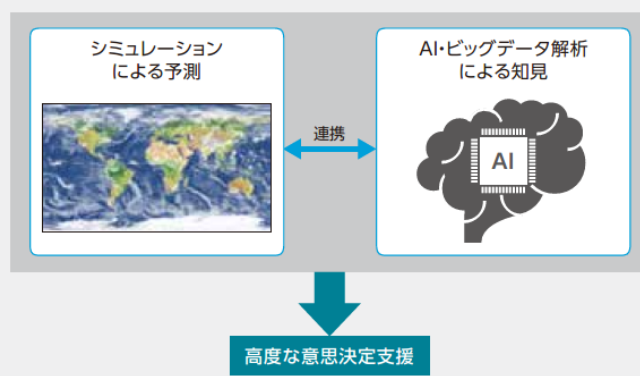 シミュレーション
による予測
AI・ビッグデータ解析
による知見
連携
AI
高度な意思決定支援